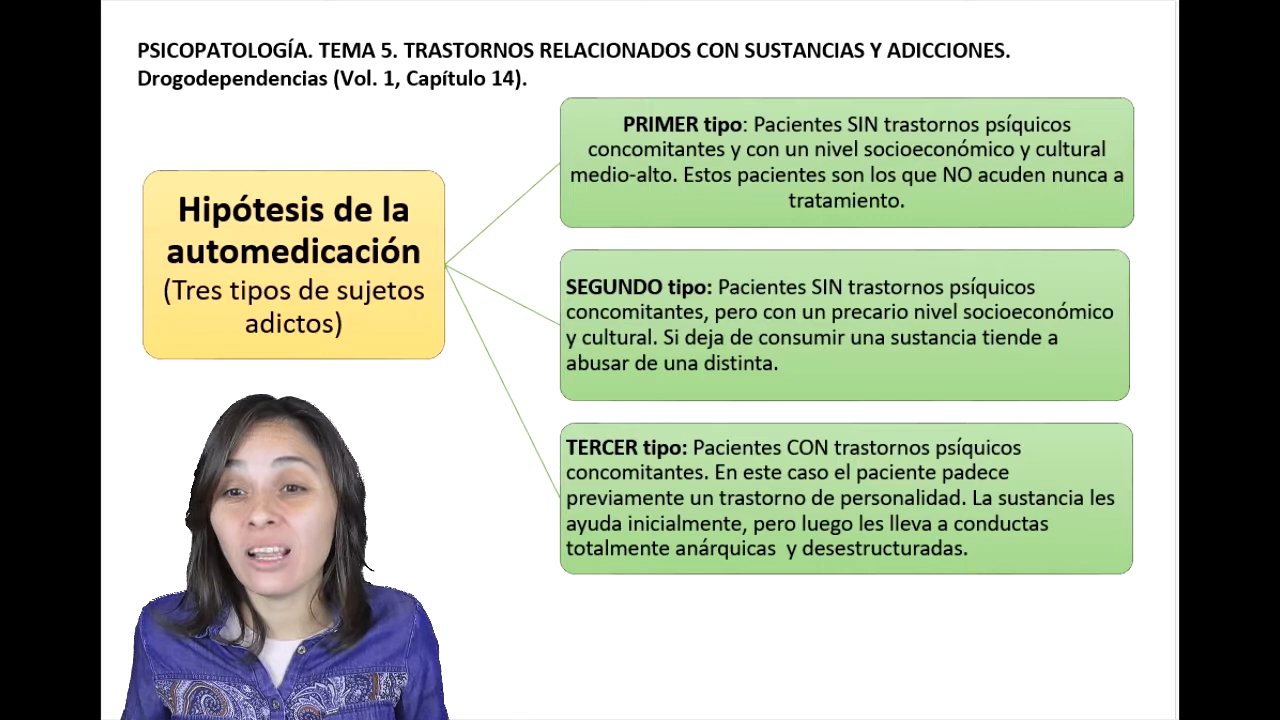 PSICOPATOLOGÍA. TEMA 5. TRASTORNOS RELACIONADOS CON SUSTANCIAS Y ADICCIONES.
Drogodependencias (Vol. 1, Capítulo 14).
Hipótesis de la
automedicación
(Tres tipos de sujetos
adictos)
PRIMER tipo: Pacientes SIN trastornos psíquicos
concomitantes y con un nivel socioeconómico y cultural
medio-alto. Estos pacientes son los que NO acuden nunca a
tratamiento.
SEGUNDO tipo: Pacientes SIN trastornos psíquicos
concomitantes, pero con un precario nivel socioeconómico
y cultural. Si deja de consumir una sustancia tiende a
abusar de una distinta.
TERCER tipo: Pacientes CON trastornos psíquicos
concomitantes. En este caso el paciente padece
previamente un trastorno de personalidad. La sustancia les
ayuda inicialmente, pero luego les lleva a conductas
totalmente anárquicas  y desestructuradas.